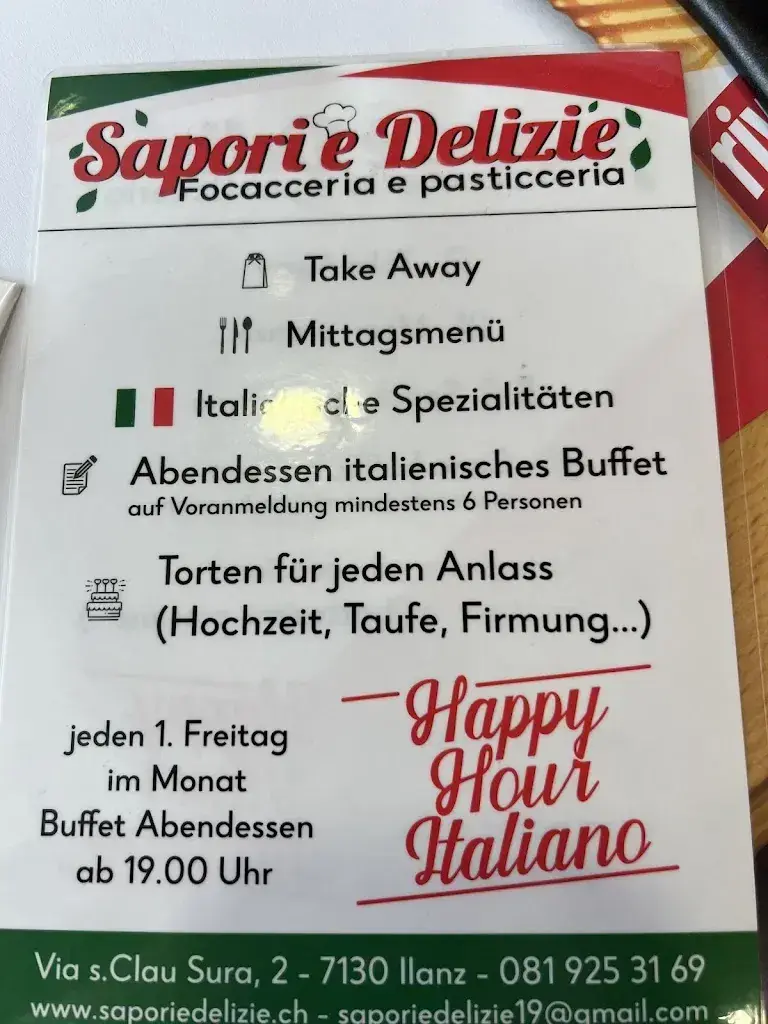 Sapori e Delizie
Focacceria e pasticceria
Take Away
Mittagsmenü
Spezialitäten
Abendessen italienisches Buffet
auf Voranmeldung mindestens 6 Personen
Torten für jeden Anlass
(Hochzeit, Taufe, Firmung...)
jeden 1. Freitag
im Monat
Buffet Abendessen
ab 19.00 Uhr
Happy
Hour
Italiano
Via s.Clau Sura, 2 - 7130 Ilanz - 081 925 31 69
www.saporiedelizie.ch - saporiedelizie19@gmail.com